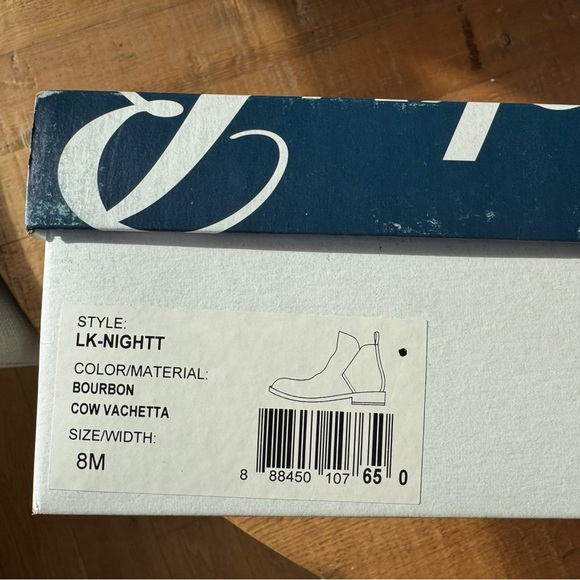 STYLE:
LK-NIGHTT
COLOR/MATERIAL:
BOURBON
COW VACHETTA
SIZE/WIDTH:
8M
8 88450 107 65 0